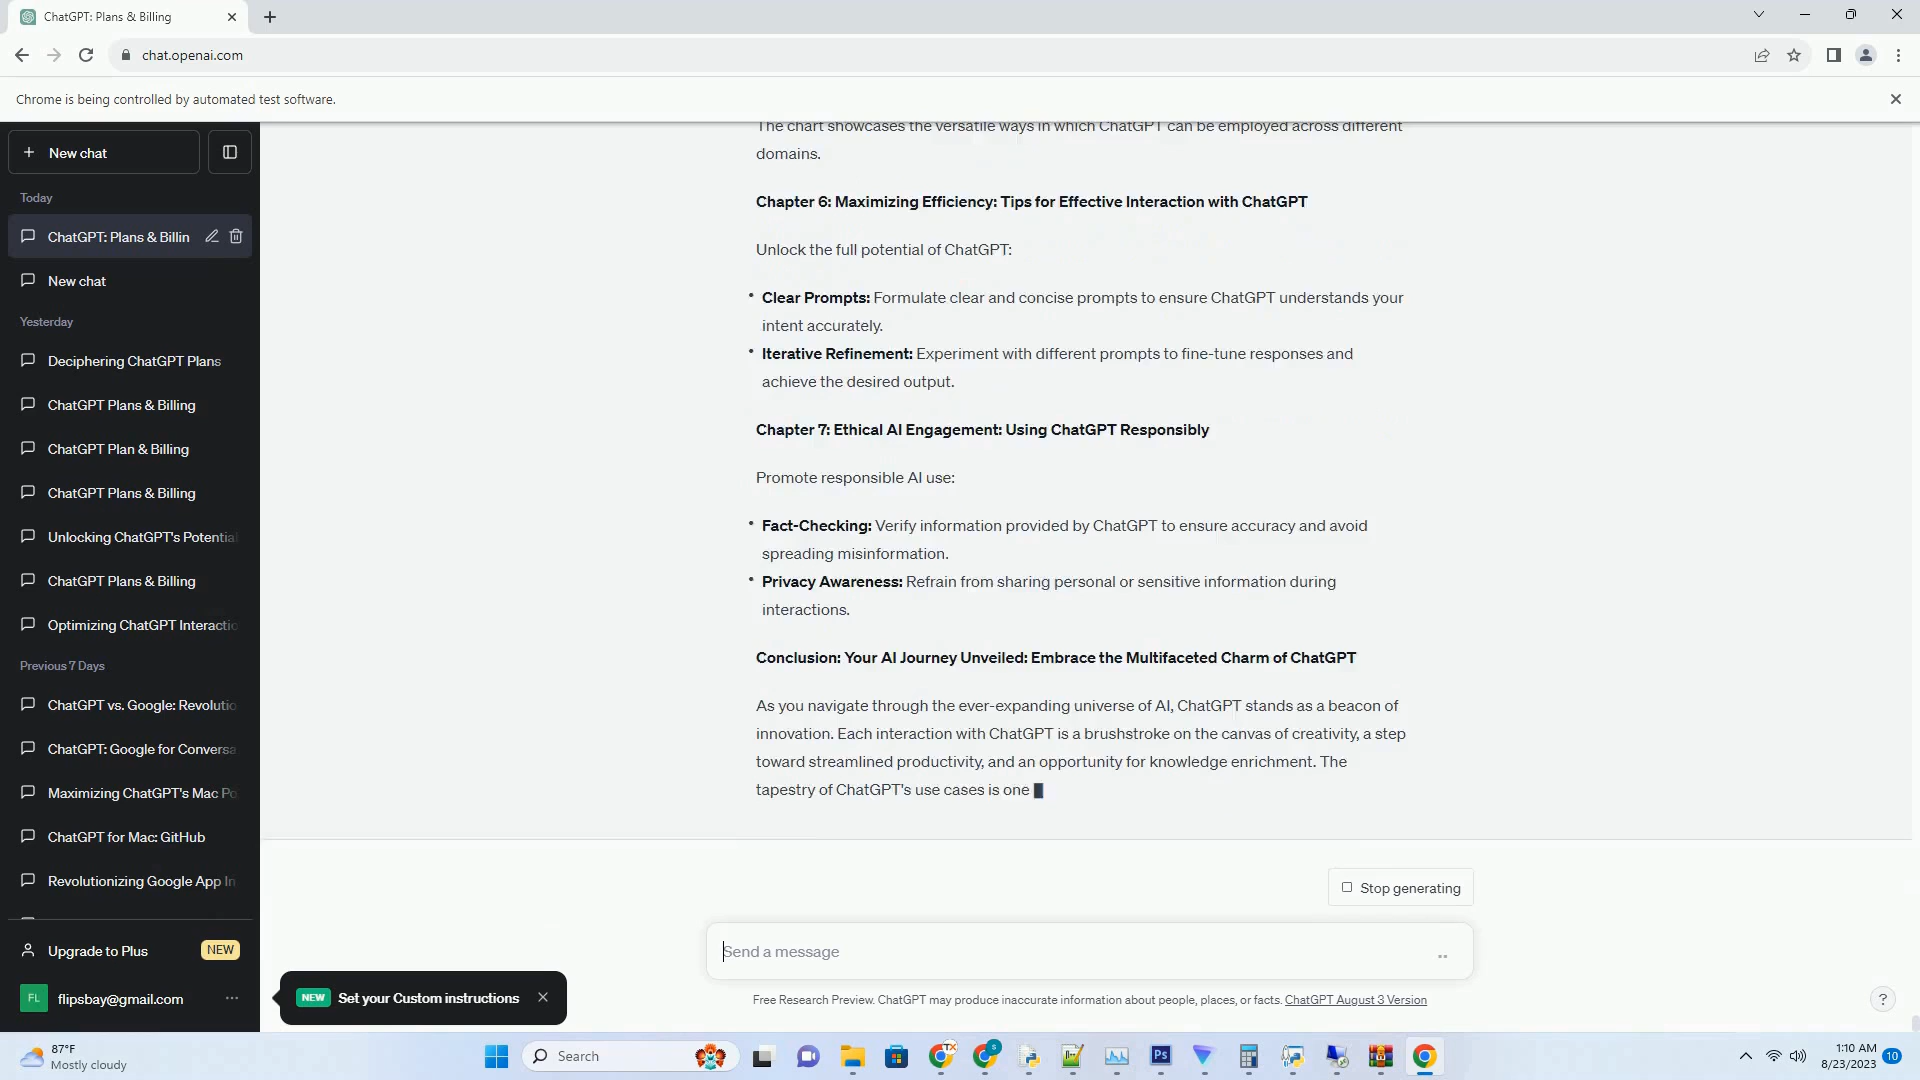 ChatGPT: Plans & Billing
chat.openai.com
Chrome is being controlled by automated test software.
New chat
Today
ChatGPT: Plans & Billin
New chat
Yesterday
Deciphering ChatGPT Plans
ChatGPT Plans & Billing
ChatGPT Plan & Billing
ChatGPT Plans & Billing
Unlocking ChatGPT's Potential
ChatGPT Plans & Billing
Optimizing ChatGPT Interactio
Previous 7 Days
ChatGPT vs. Google: Revolutio
ChatGPT: Google for Conversa
Maximizing ChatGPT's Mac Po
ChatGPT for Mac: GitHub
Revolutionizing Google App In
Upgrade to Plus
NEW
FL
flipsbay@gmail.com
The chart showcases the versatile ways in which ChatGPT can be employed across different
domains.
Chapter 6: Maximizing Efficiency: Tips for Effective Interaction with ChatGPT
Unlock the full potential of ChatGPT:
• Clear Prompts: Formulate clear and concise prompts to ensure ChatGPT understands your
intent accurately.
• Iterative Refinement: Experiment with different prompts to fine-tune responses and
achieve the desired output.
Chapter 7: Ethical AI Engagement: Using ChatGPT Responsibly
Promote responsible AI use:
• Fact-Checking: Verify information provided by ChatGPT to ensure accuracy and avoid
spreading misinformation.
• Privacy Awareness: Refrain from sharing personal or sensitive information during
interactions.
Conclusion: Your AI Journey Unveiled: Embrace the Multifaceted Charm of ChatGPT
As you navigate through the ever-expanding universe of AI, ChatGPT stands as a beacon of
innovation. Each interaction with ChatGPT is a brushstroke on the canvas of creativity, a step
toward streamlined productivity, and an opportunity for knowledge enrichment. The
tapestry of ChatGPT's use cases is one
Stop generating
Send a message
NEW Set your Custom instructions
Free Research Preview. ChatGPT may produce inaccurate information about people, places, or facts. ChatGPT August 3 Version
?
87°F
Mostly cloudy
Search
TX
S
Ps
1:10 AM
8/23/2023
10